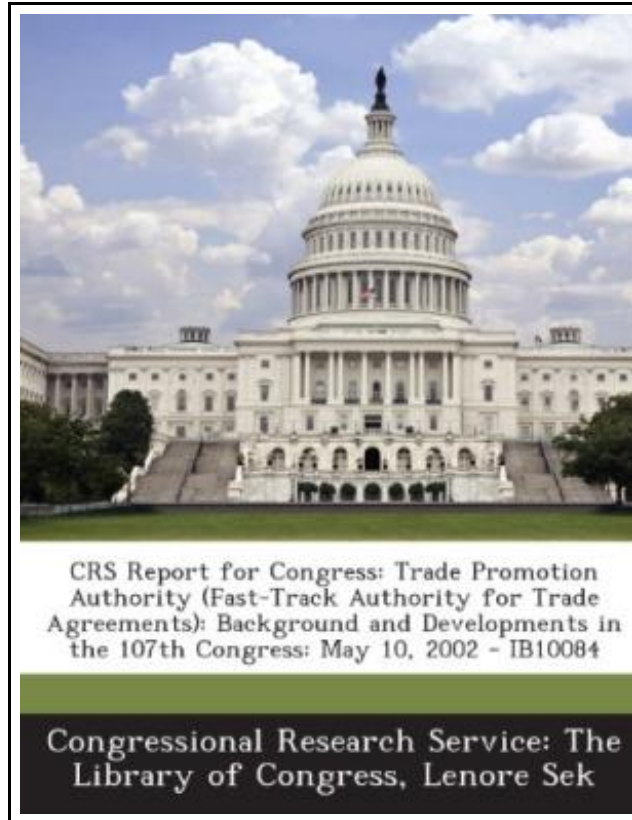 CRS Report for Congress: Trade Promotion
Authority (Fast-Track Authority for Trade
Agreements): Background and Developments in
the 107th Congress: May 10, 2002 - IB10084
Congressional Research Service: The
Library of Congress, Lenore Sek